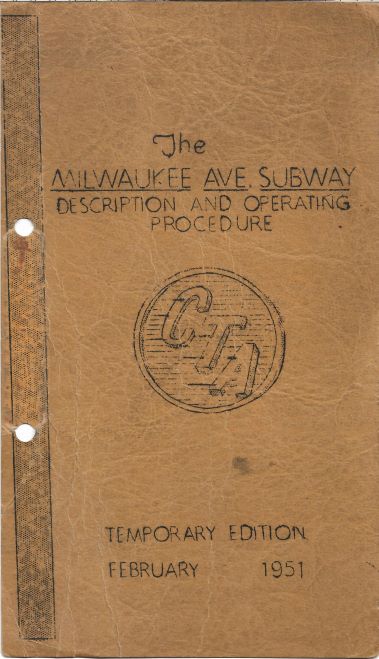 The
MILWAUKEE AVE. SUBWAY
DESCRIPTION AND OPERATING
PROCEDURE
CTA
TEMPORARY EDITION
FEBRUARY 1951